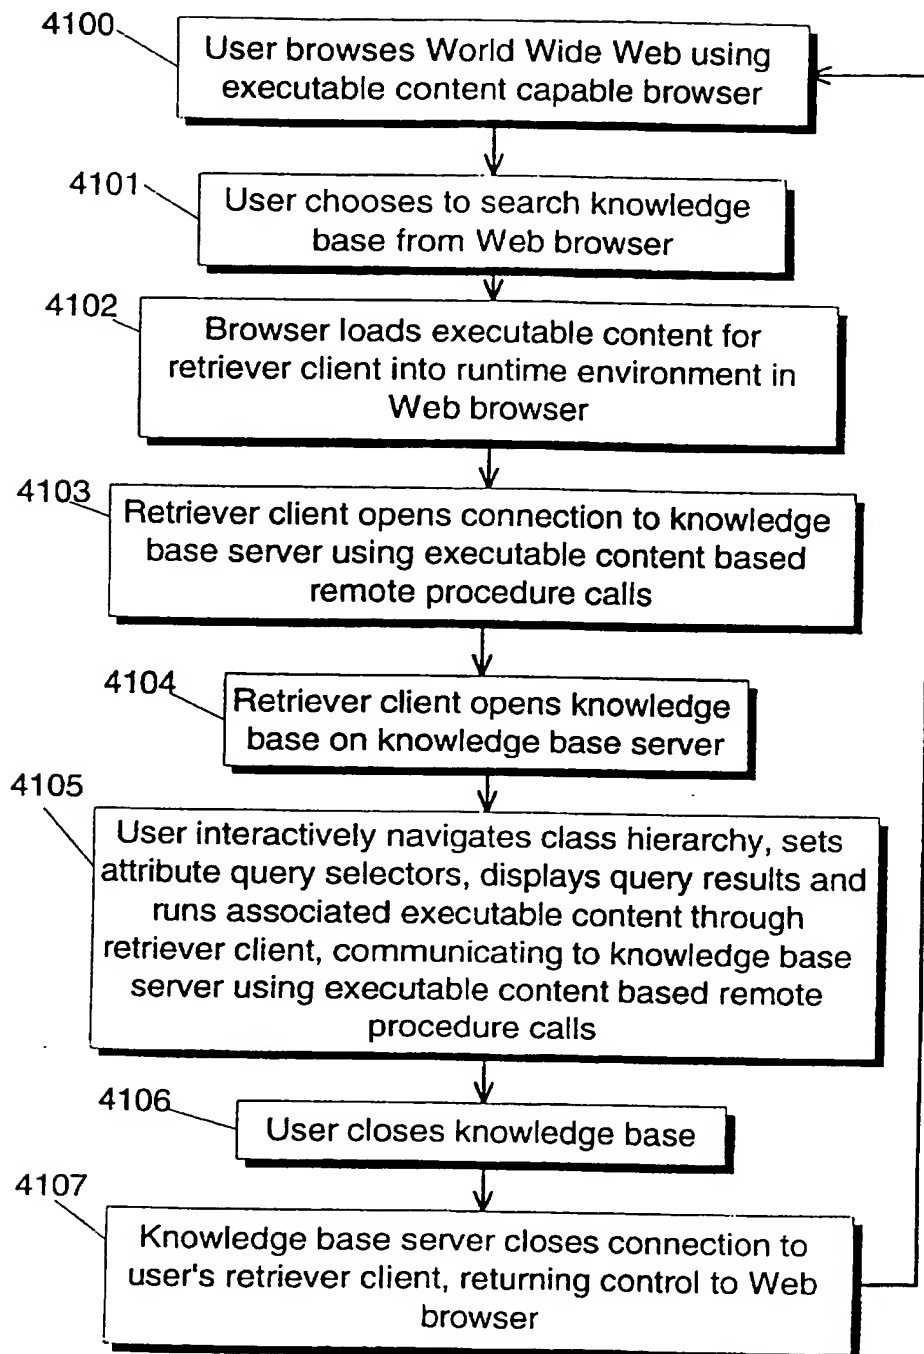 4100
User browses World Wide Web using
executable content capable browser
4101
User chooses to search knowledge
base from Web browser
4102
Browser loads executable content for
retriever client into runtime environment in
Web browser
4103
Retriever client opens connection to knowledge
base server using executable content based
remote procedure calls
4104
Retriever client opens knowledge
base on knowledge base server
4105
User interactively navigates class hierarchy, sets
attribute query selectors, displays query results and
runs associated executable content through
retriever client, communicating to knowledge base
server using executable content based remote
procedure calls
4106
User closes knowledge base
4107
Knowledge base server closes connection to
user's retriever client, returning control to Web
browser